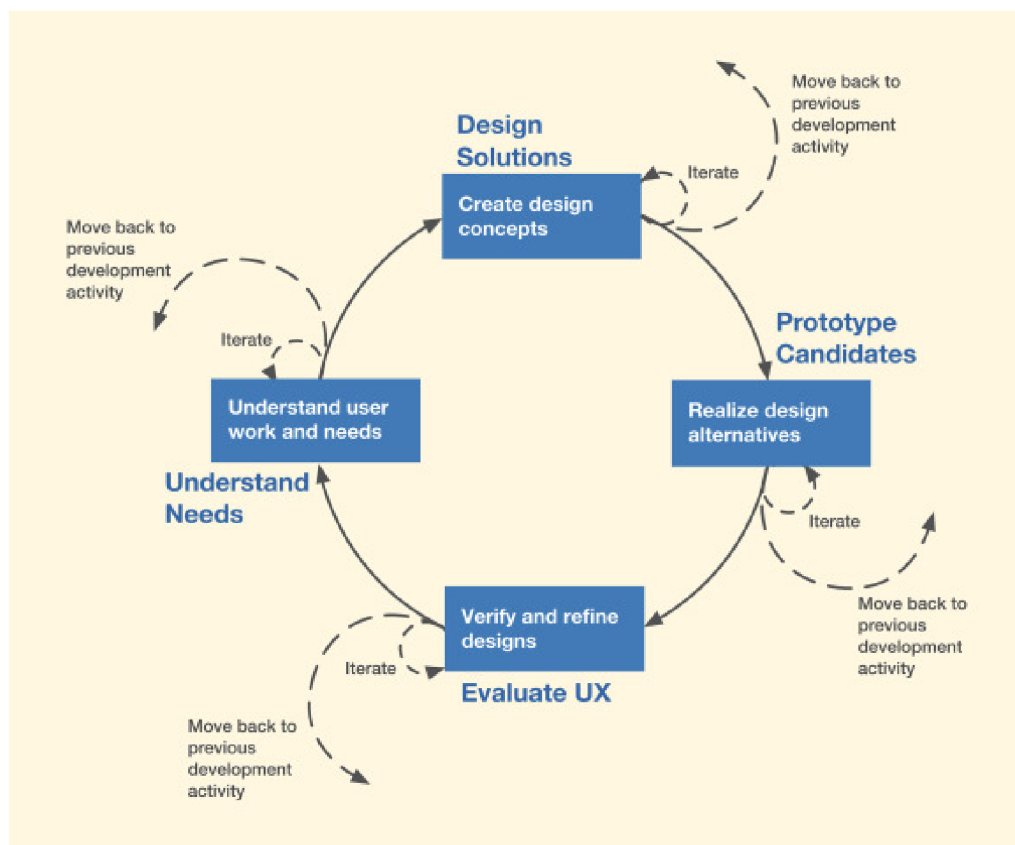 Design
Solutions
Create design
concepts
Iterate
Move back to
previous
development
activity
Prototype
Candidates
Realize design
alternatives
Iterate
Move back to
previous
development
activity
Verify and refine
designs
Evaluate UX
Iterate
Move back to
previous
development
activity
Understand user
work and needs
Understand
Needs
Iterate
Move back to
previous
development
activity